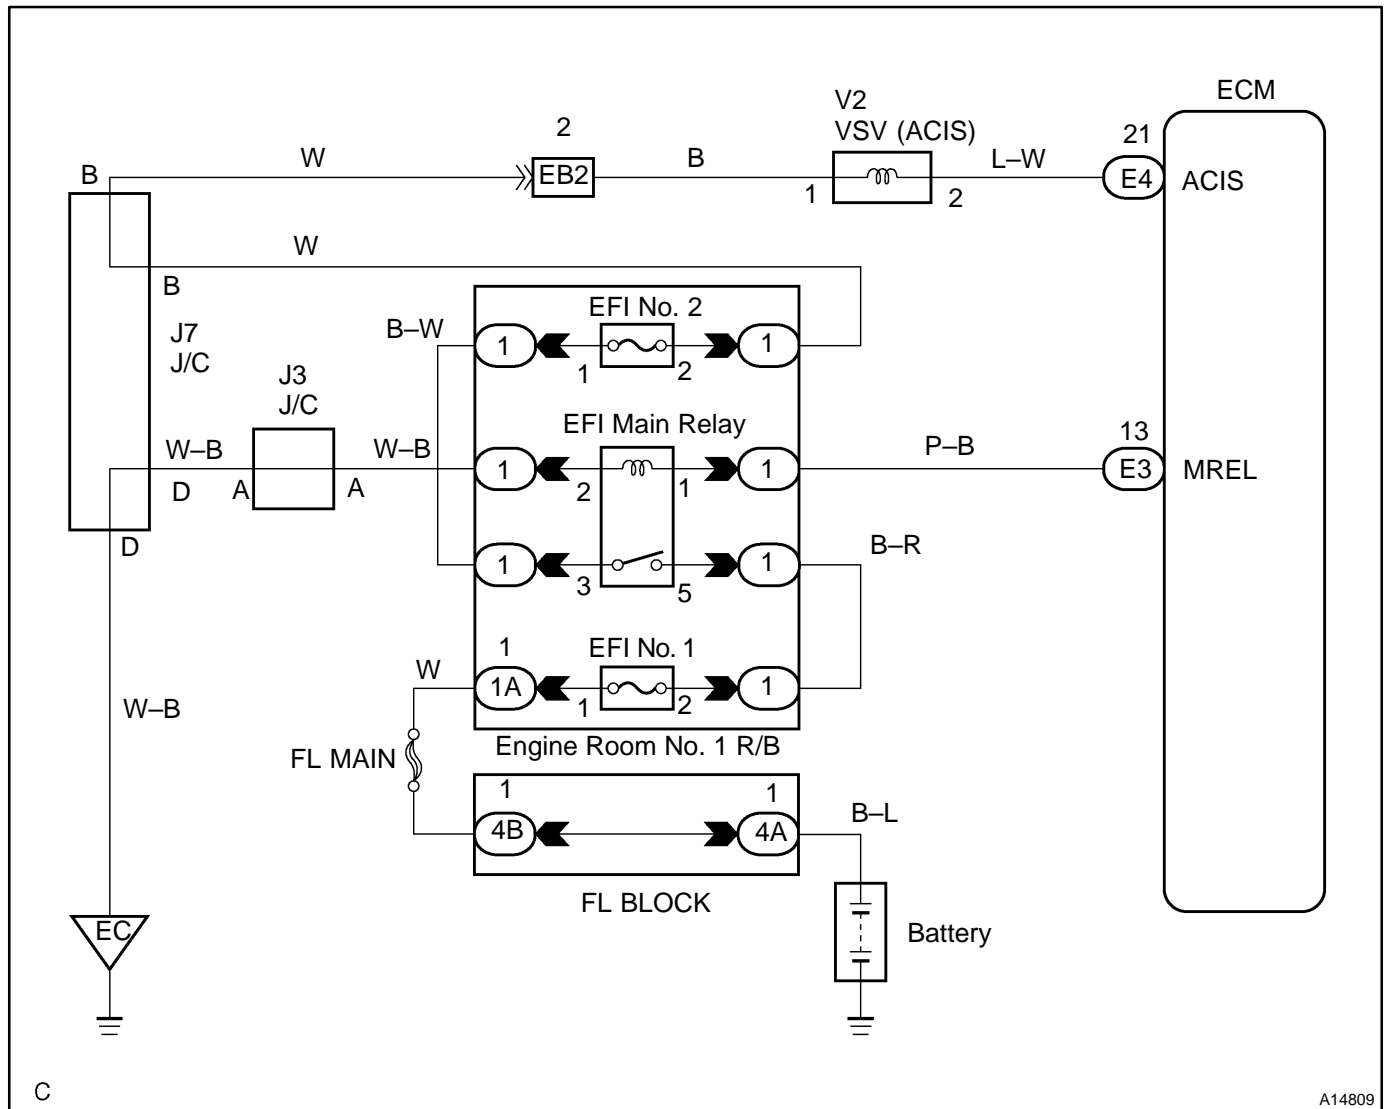 ECM
V2
VSV (ACIS)
2
21
W
B
L–W
B
EB2
1
2
E4
ACIS
W
B
EFI No. 2
B–W
J7
J/C
1
1
1
2
J3
J/C
EFI Main Relay
13
W–B
W–B
P–B
1
1
E3
MREL
D
A
A
2
1
D
B–R
1
1
3
5
1
EFI No. 1
W
1A
1
1
2
W–B
Engine Room No. 1 R/B
FL MAIN
1
1
B–L
4B
4A
FL BLOCK
EC
Battery
C
A14809